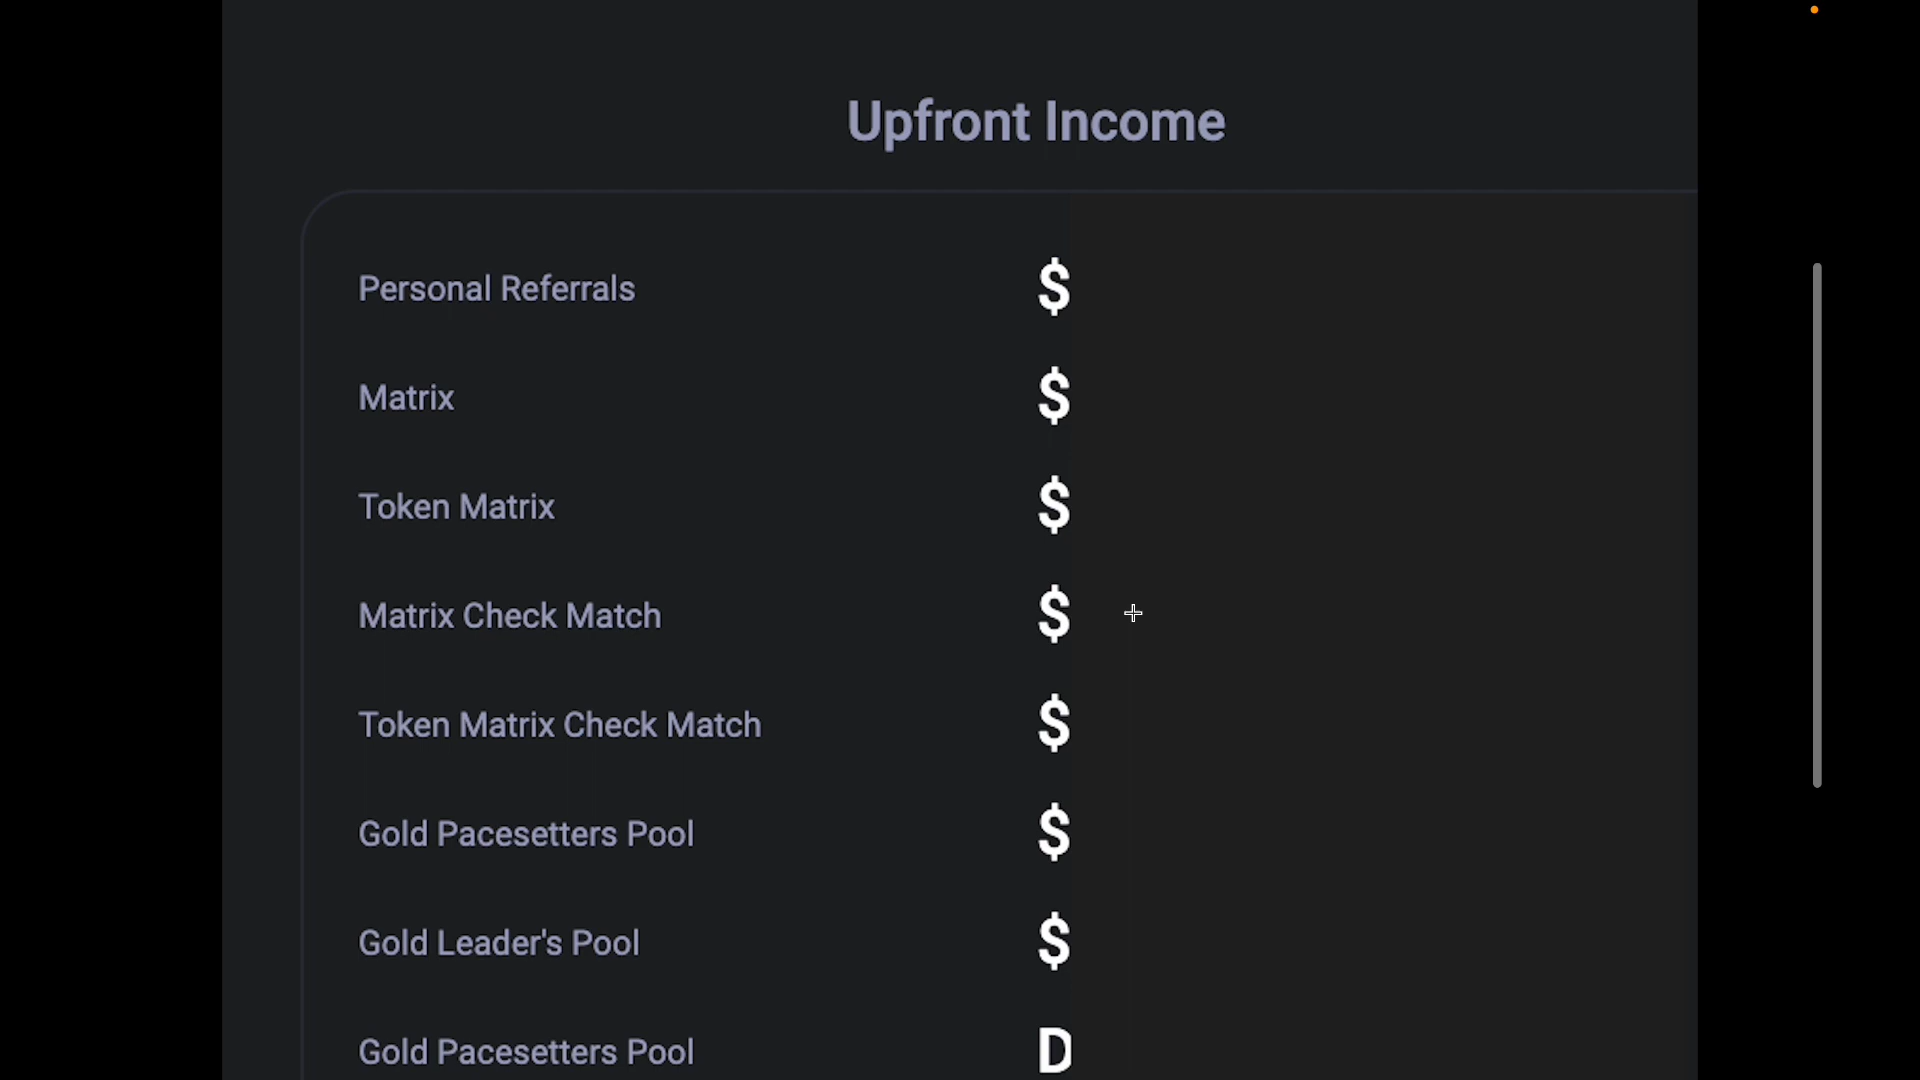 Upfront Income
Personal Referrals $
Matrix $
Token Matrix $
Matrix Check Match $
Token Matrix Check Match $
Gold Pacesetters Pool $
Gold Leader's Pool $
Gold Pacesetters Pool D